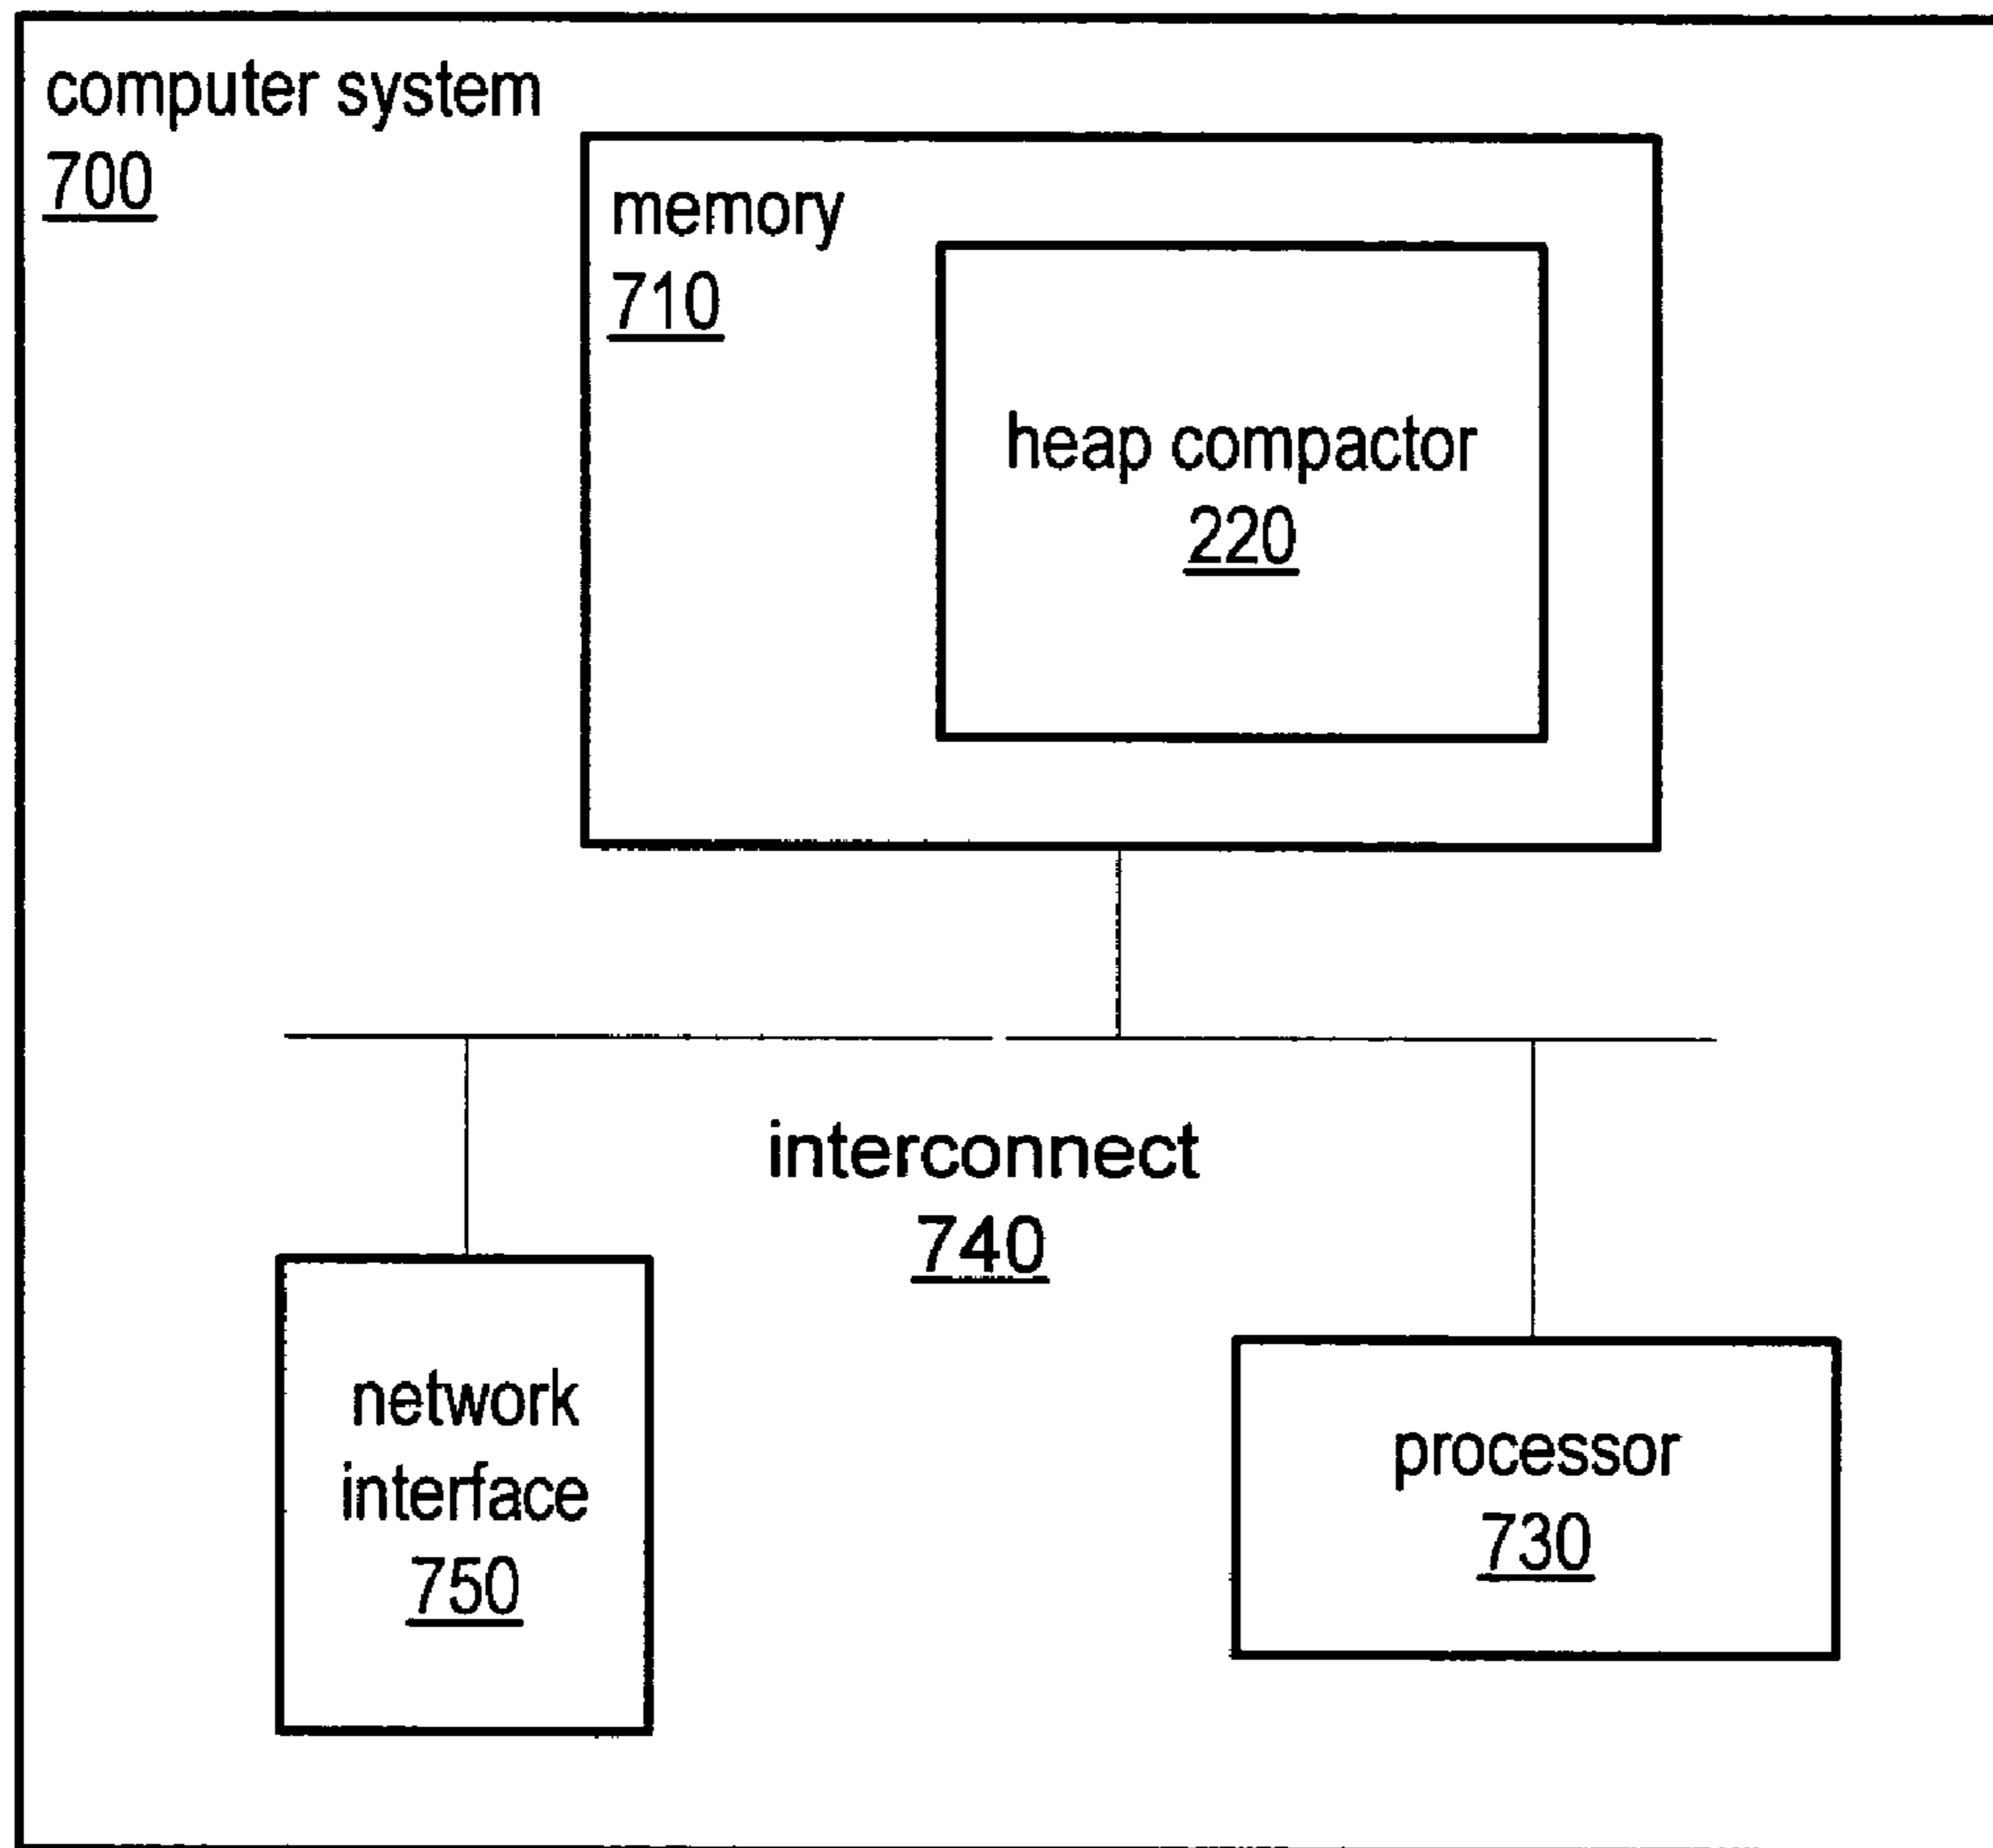 computer system
700
memory
710
heap compactor
220
interconnect
740
network
interface
750
processor
730